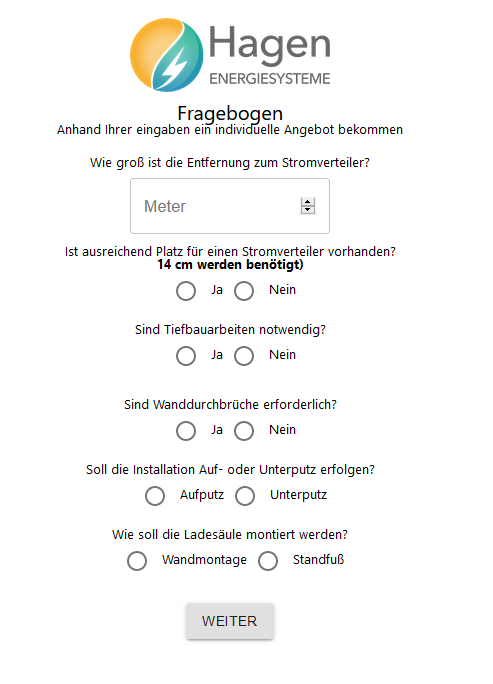 Hagen
ENERGIESYSTEME
Fragebogen
Anhand Ihrer eingaben ein individuelle Angebot bekommen
Wie groß ist die Entfernung zum Stromverteiler?
Meter
Ist ausreichend Platz für einen Stromverteiler vorhanden?
14 cm werden benötigt)
Ja Nein
Sind Tiefbauarbeiten notwendig?
Ja Nein
Sind Wanddurchbrüche erforderlich?
Ja Nein
Soll die Installation Auf- oder Unterputz erfolgen?
Aufputz Unterputz
Wie soll die Ladesäule montiert werden?
Wandmontage Standfuß
WEITER